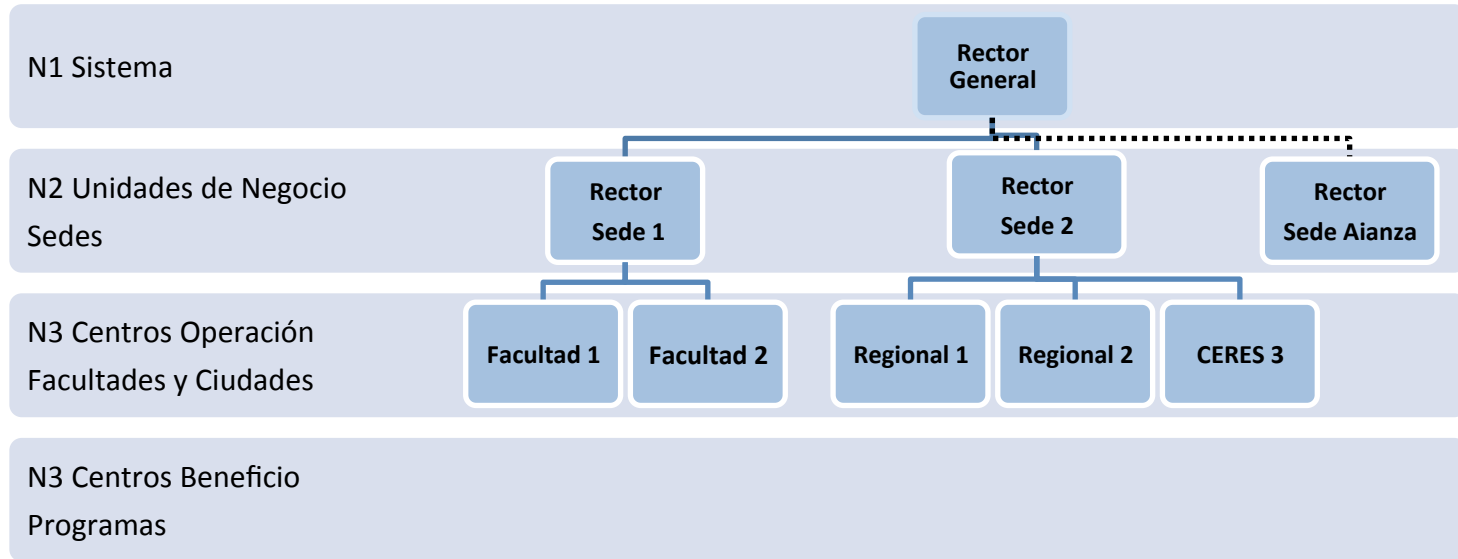 N1 Sistema
Rector
General
N2 Unidades de Negocio
Sedes
Rector
Sede 1
Rector
Sede 2
Rector
Sede Aianza
N3 Centros Operación
Facultades y Ciudades
Facultad 1
Facultad 2
Regional 1
Regional 2
CERES 3
N3 Centros Beneficio
Programas